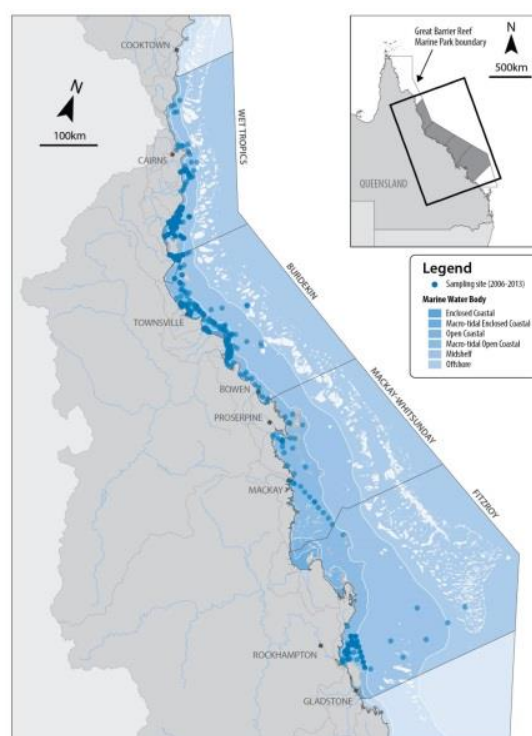 COOKTOWN
N
100km
CAIRNS
WET TROPICS
BURDEKIN
TOWNSVILLE
BOWEN
PROSERPINE
MACKAY-WHITSUNDAY
MACKAY
FITZROY
ROCKHAMPTON
GLADSTONE
Great Barrier Reef
Marine Park boundary
N
500km
QUEENSLAND
Legend
Sampling site (2006-2013)
Marine Water Body
Enclosed Coastal
Macro-tidal Enclosed Coastal
Open Coastal
Macro-tidal Open Coastal
Midshelf
Offshore